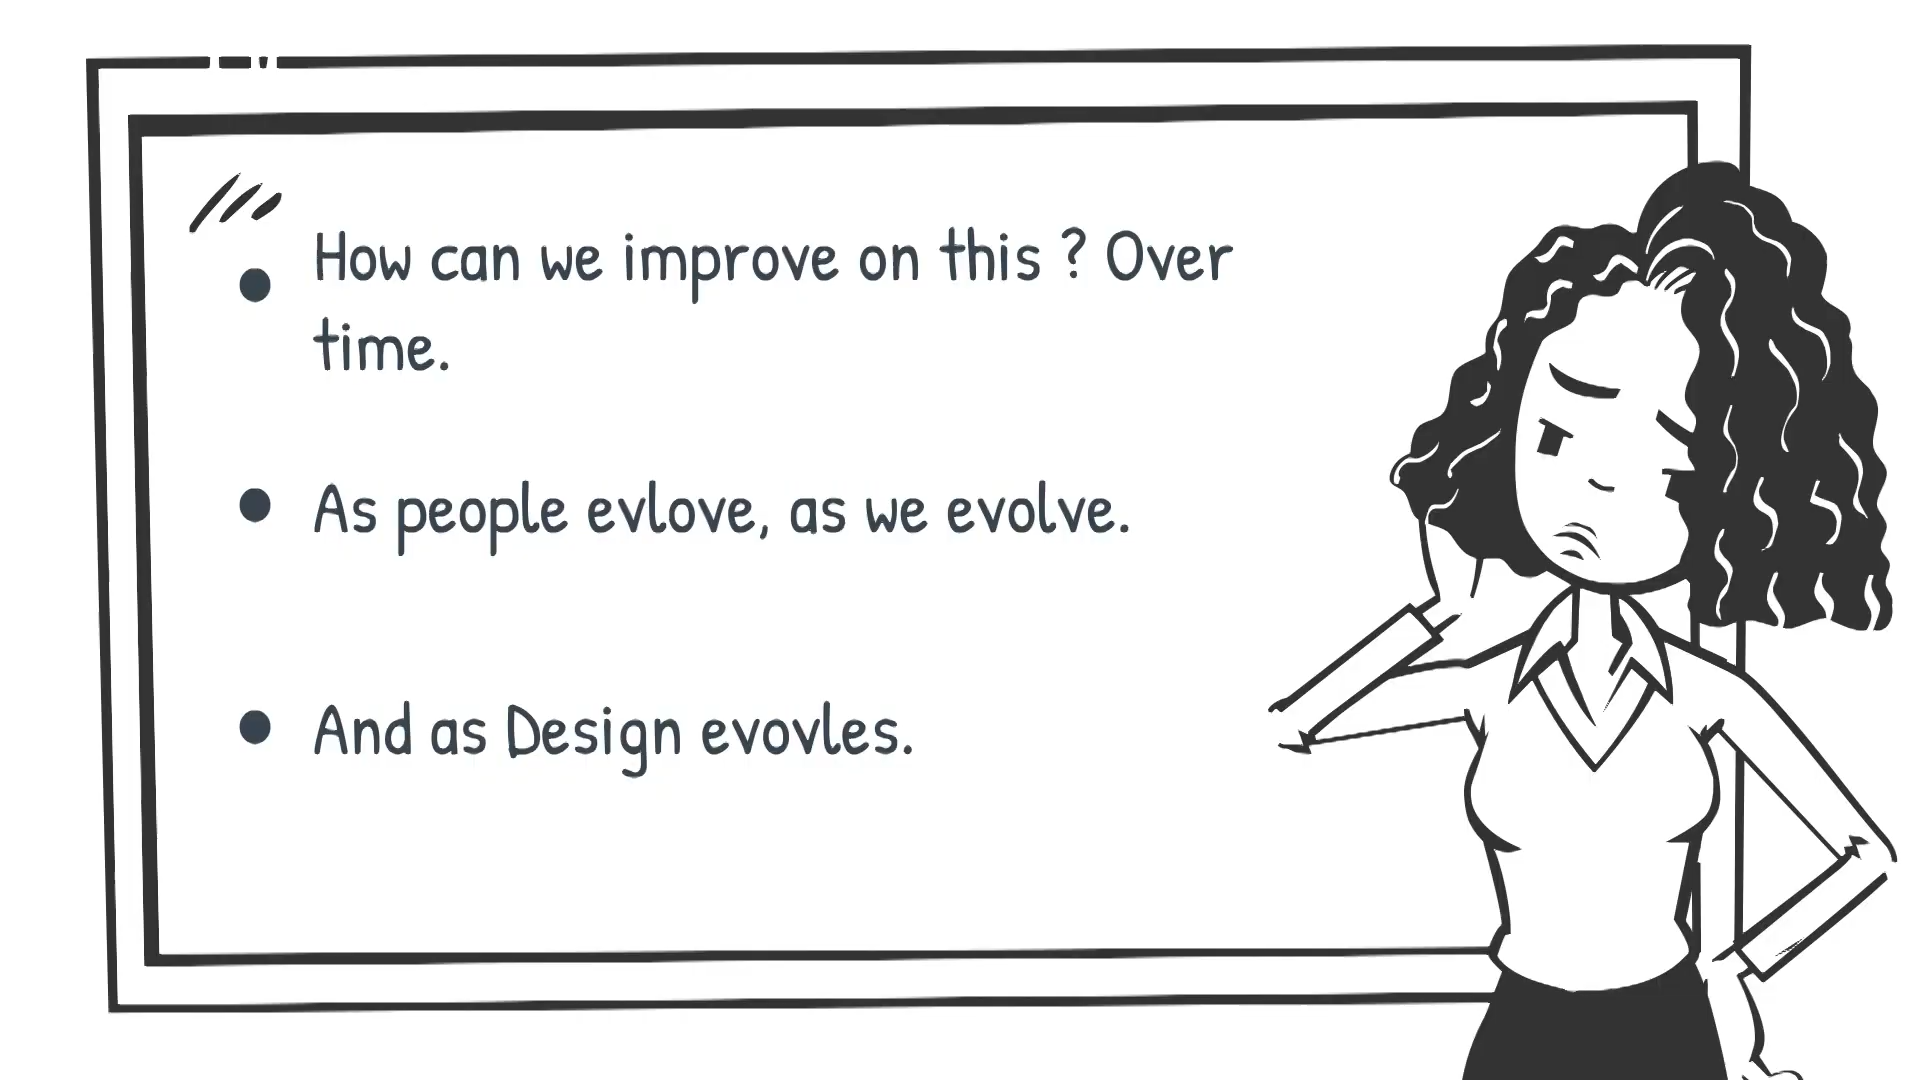 How can we improve on this ? Over
time.
As people evlove, as we evolve.
And as Design evovles.